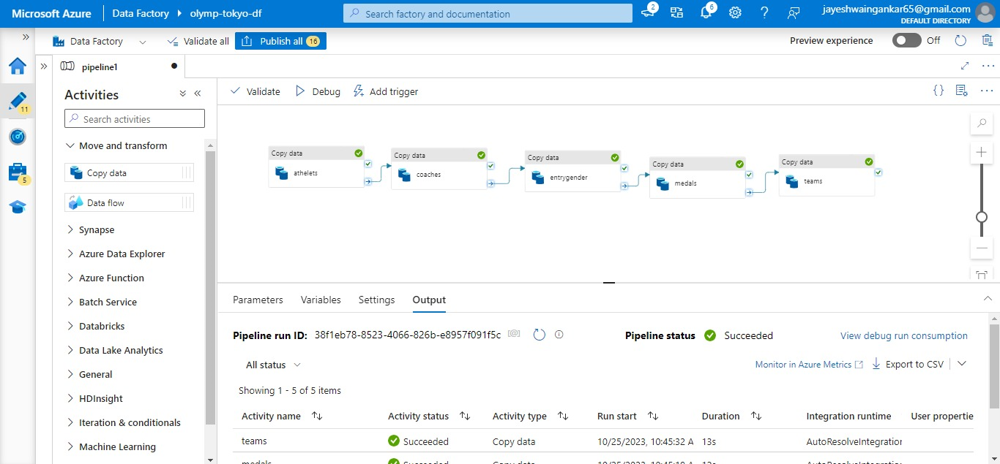 Microsoft Azure
Data Factory
olymp-tokyo-df
Search factory and documentation
2
6
jayeshwaingankar65@gmail.com
DEFAULT DIRECTORY
Data Factory
Validate all
Publish all 16
Preview experience
Off
pipeline1
Activities
Validate
Debug
Add trigger
{}
11
Search activities
Move and transform
Copy data
Data flow
5
Synapse
Azure Data Explorer
Azure Function
Batch Service
Databricks
Data Lake Analytics
General
HDInsight
Iteration & conditionals
Machine Learning
Copy data
athelets
Copy data
coaches
Copy data
entrygender
Copy data
medals
Copy data
teams
Parameters
Variables
Settings
Output
Pipeline run ID: 38f1eb78-8523-4066-826b-e8957f091f5c [@]
Pipeline status Succeeded
View debug run consumption
All status
Monitor in Azure Metrics
Export to CSV
Showing 1 - 5 of 5 items
Activity name
Activity status
Activity type
Run start
Duration
Integration runtime
User propertie
teams
Succeeded
Copy data
10/25/2023, 10:45:32 A
13s
AutoResolveIntegration
medals
Succeeded
Copy data